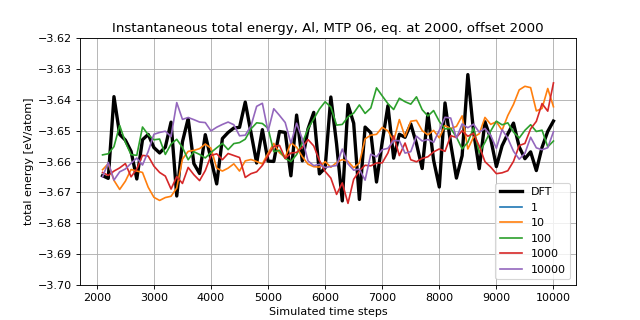 Instantaneous total energy, Al, MTP 06, eq. at 2000, offset 2000
−3.62
−3.63
−3.64
−3.65
−3.66
−3.67
−3.68
−3.69
−3.70
total energy [eV/atom]
DFT
1
10
100
1000
10000
2000 3000 4000 5000 6000 7000 8000 9000 10000
Simulated time steps